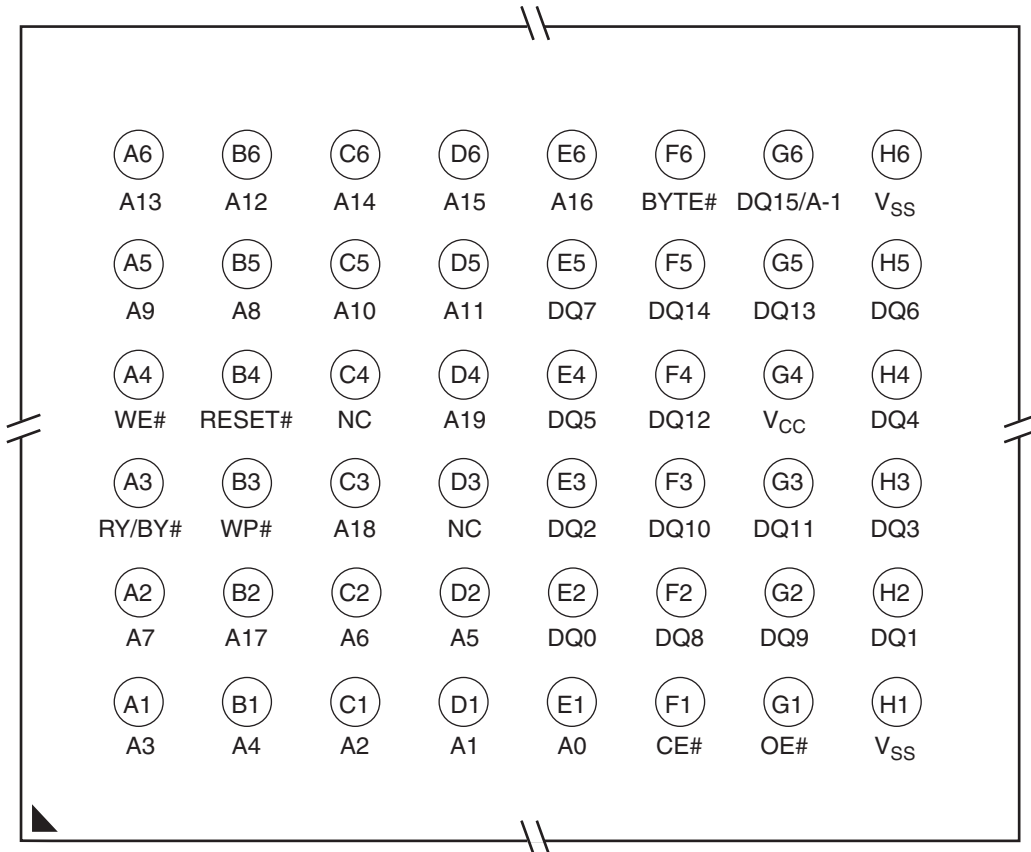 A6 B6 C6 D6 E6 F6 G6 H6
A13 A12 A14 A15 A16 BYTE# DQ15/A-1 VSS
A5 B5 C5 D5 E5 F5 G5 H5
A9 A8 A10 A11 DQ7 DQ14 DQ13 DQ6
A4 B4 C4 D4 E4 F4 G4 H4
WE# RESET# NC A19 DQ5 DQ12 VCC DQ4
A3 B3 C3 D3 E3 F3 G3 H3
RY/BY# WP# A18 NC DQ2 DQ10 DQ11 DQ3
A2 B2 C2 D2 E2 F2 G2 H2
A7 A17 A6 A5 DQ0 DQ8 DQ9 DQ1
A1 B1 C1 D1 E1 F1 G1 H1
A3 A4 A2 A1 A0 CE# OE# VSS